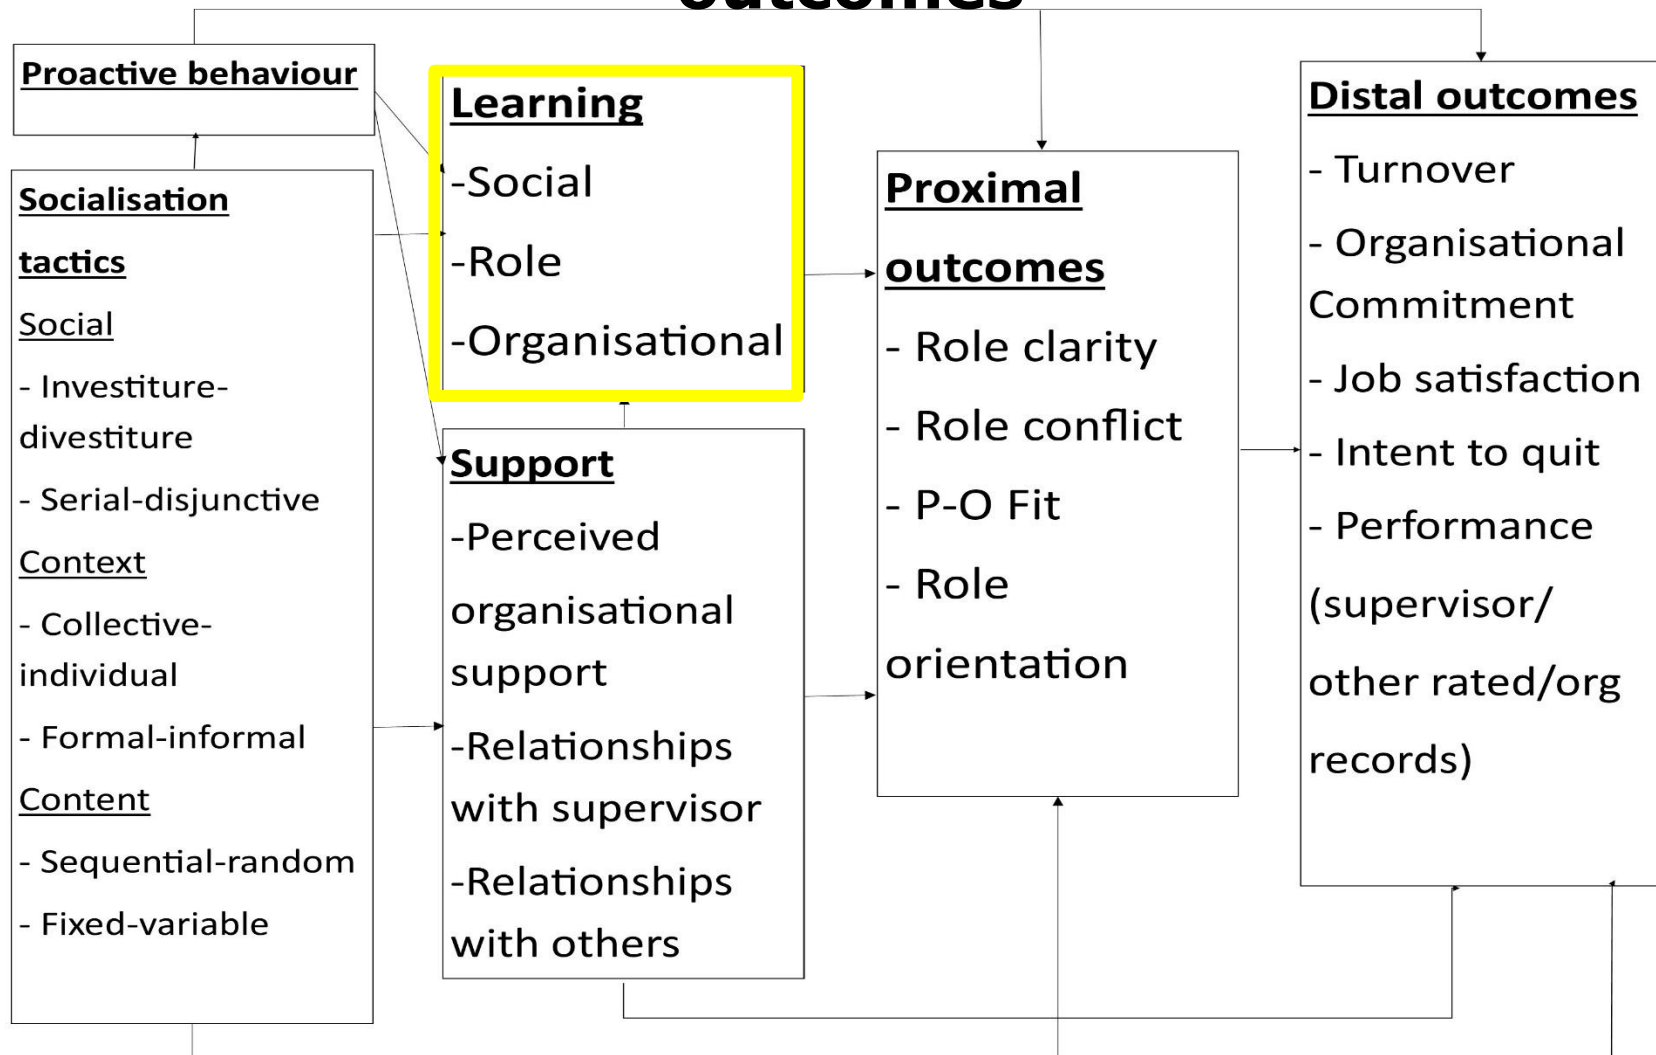 outcomes
Proactive behaviour
Socialisation
tactics
Social
- Investiture-
divestiture
- Serial-disjunctive
Context
- Collective-
individual
- Formal-informal
Content
- Sequential-random
- Fixed-variable
Learning
-Social
-Role
-Organisational
Support
-Perceived
organisational
support
-Relationships
with supervisor
-Relationships
with others
Proximal
outcomes
- Role clarity
- Role conflict
- P-O Fit
- Role
orientation
Distal outcomes
- Turnover
- Organisational
Commitment
- Job satisfaction
- Intent to quit
- Performance
(supervisor/
other rated/org
records)